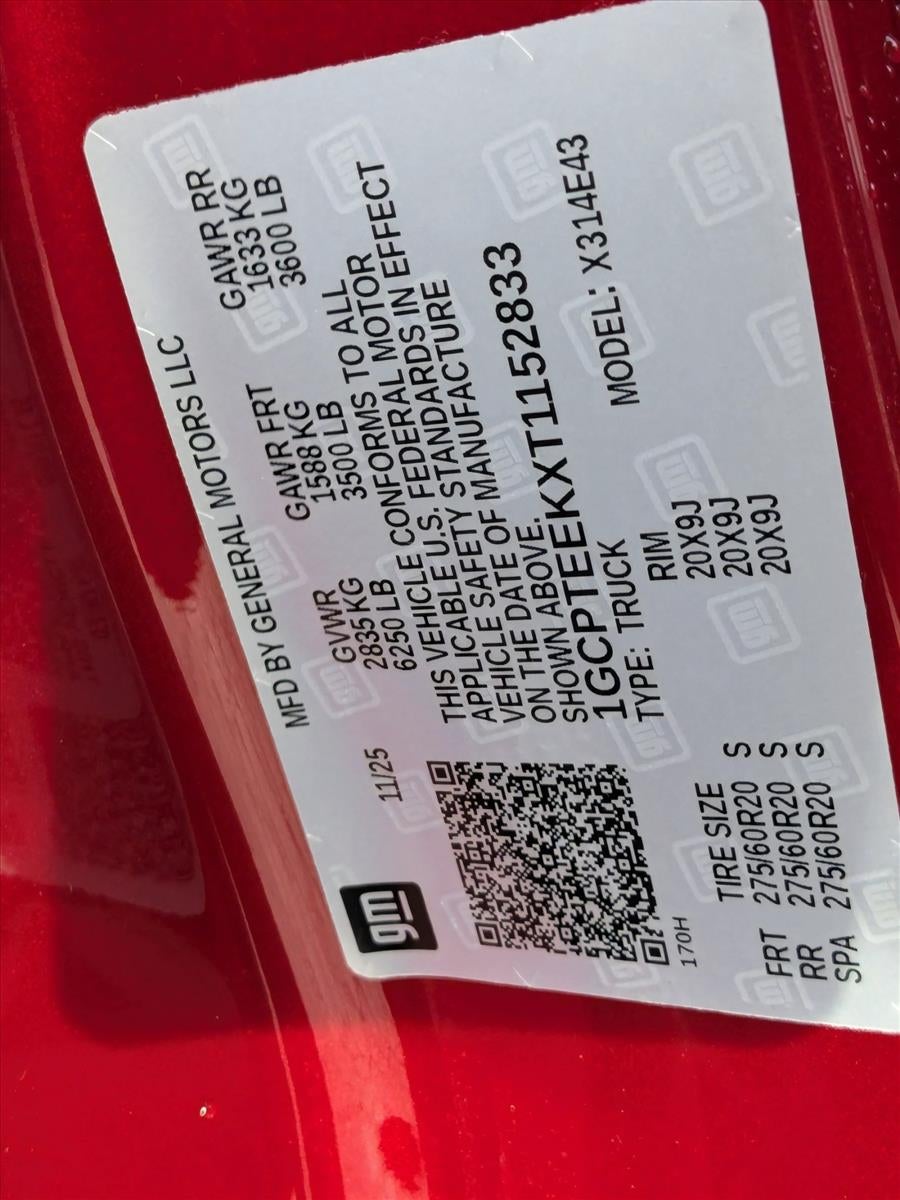 gm
11/25
MFD BY GENERAL MOTORS LLC
GVWR GAWR FRT GAWR RR
2835 KG 1588 KG 1633 KG
6250 LB 3500 LB 3600 LB
THIS VEHICLE CONFORMS TO ALL
APPLICABLE U.S. FEDERAL MOTOR
VEHICLE SAFETY STANDARDS IN EFFECT
ON THE DATE OF MANUFACTURE
SHOWN ABOVE.
1GCPTEEKXT1152833
TYPE: TRUCK MODEL: X314E43
170H
TIRE SIZE RIM
FRT 275/60R20 S 20X9J
RR 275/60R20 S 20X9J
SPA 275/60R20 S 20X9J